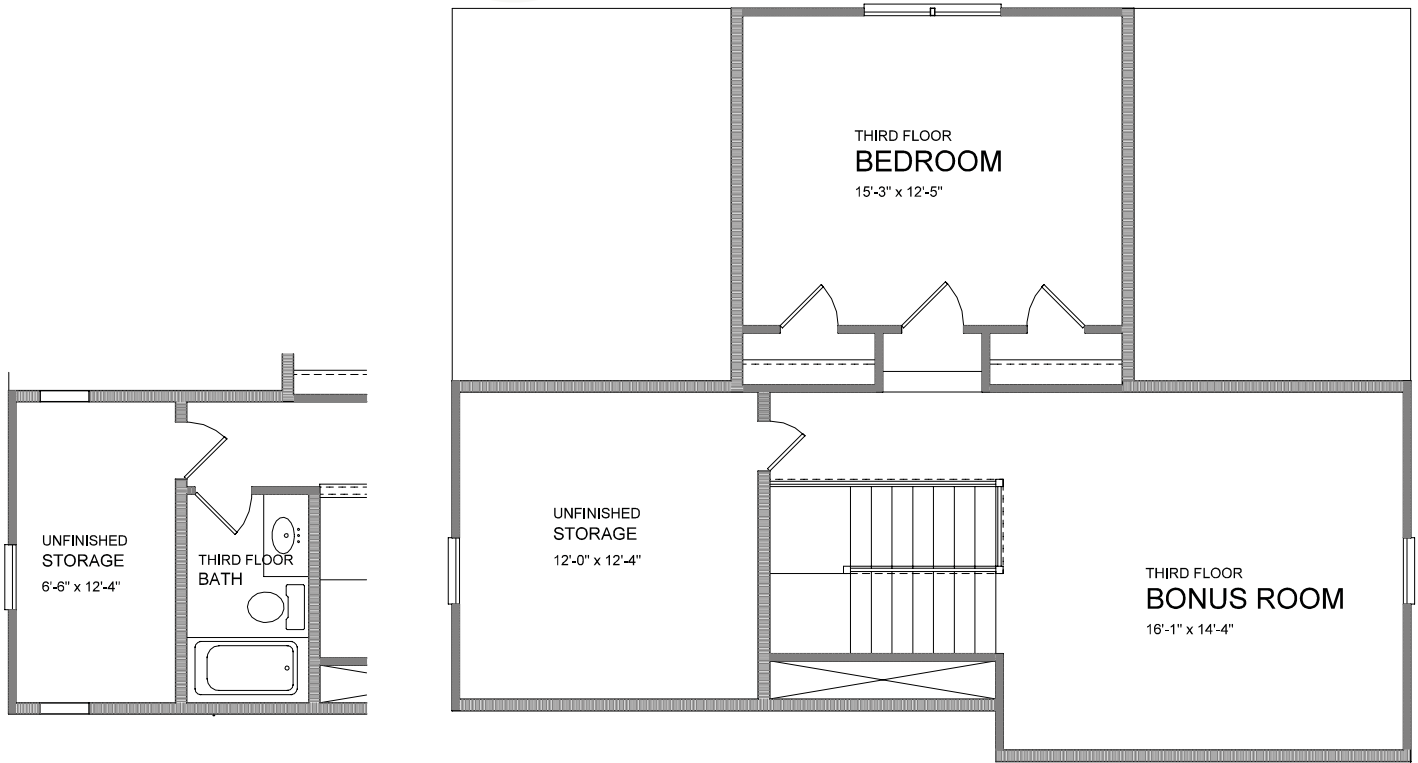 THIRD FLOOR
BEDROOM
15'-3" x 12'-5"
UNFINISHED
STORAGE
6'-6" x 12'-4"
THIRD FLOOR
BATH
UNFINISHED
STORAGE
12'-0" x 12'-4"
THIRD FLOOR
BONUS ROOM
16'-1" x 14'-4"